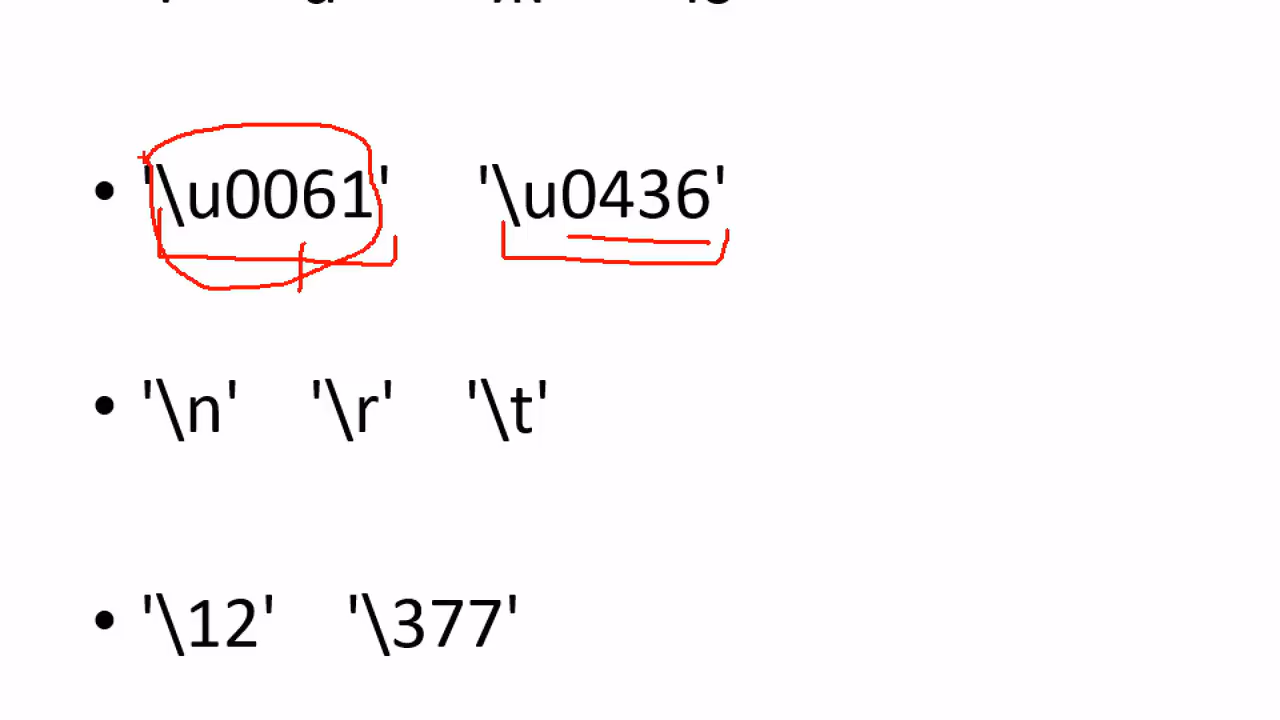 • '\u0061' '\u0436'
• '\n' '\r' '\t'
• '\12' '\377'